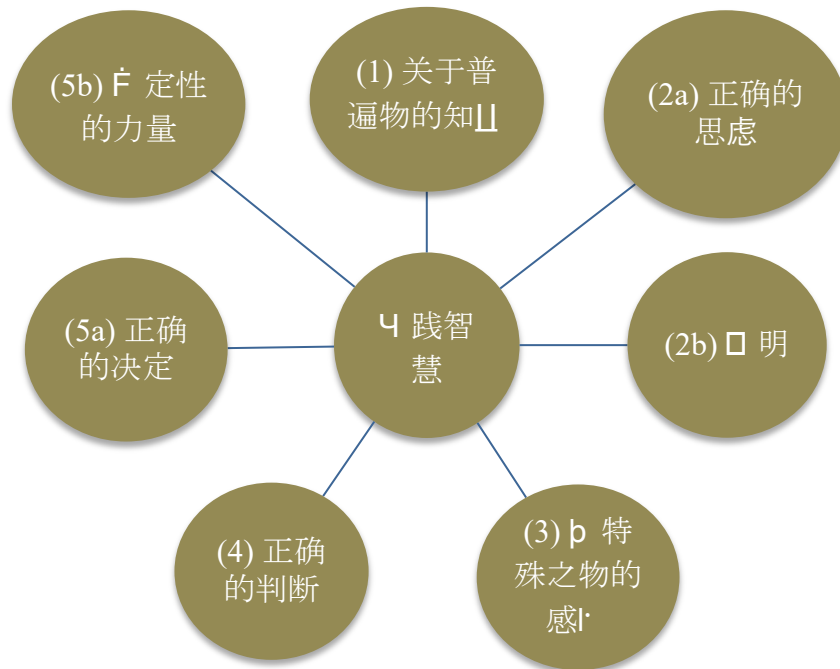 (5b) Ḟ 定性
的力量
(1) 关于普
遍物的知
(2a) 正确的
思虑
(5a) 正确
的决定
Ч 践智
慧
(2b) 明
(4) 正确
的判断
(3) þ 特
殊之物的
感